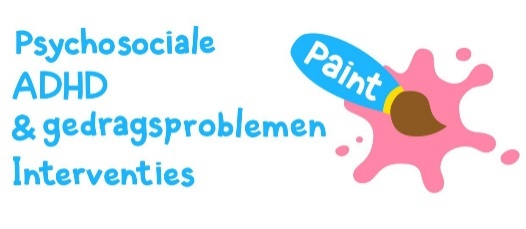 Psychosociale
ADHD
& gedragsproblemen
Interventies
Paint